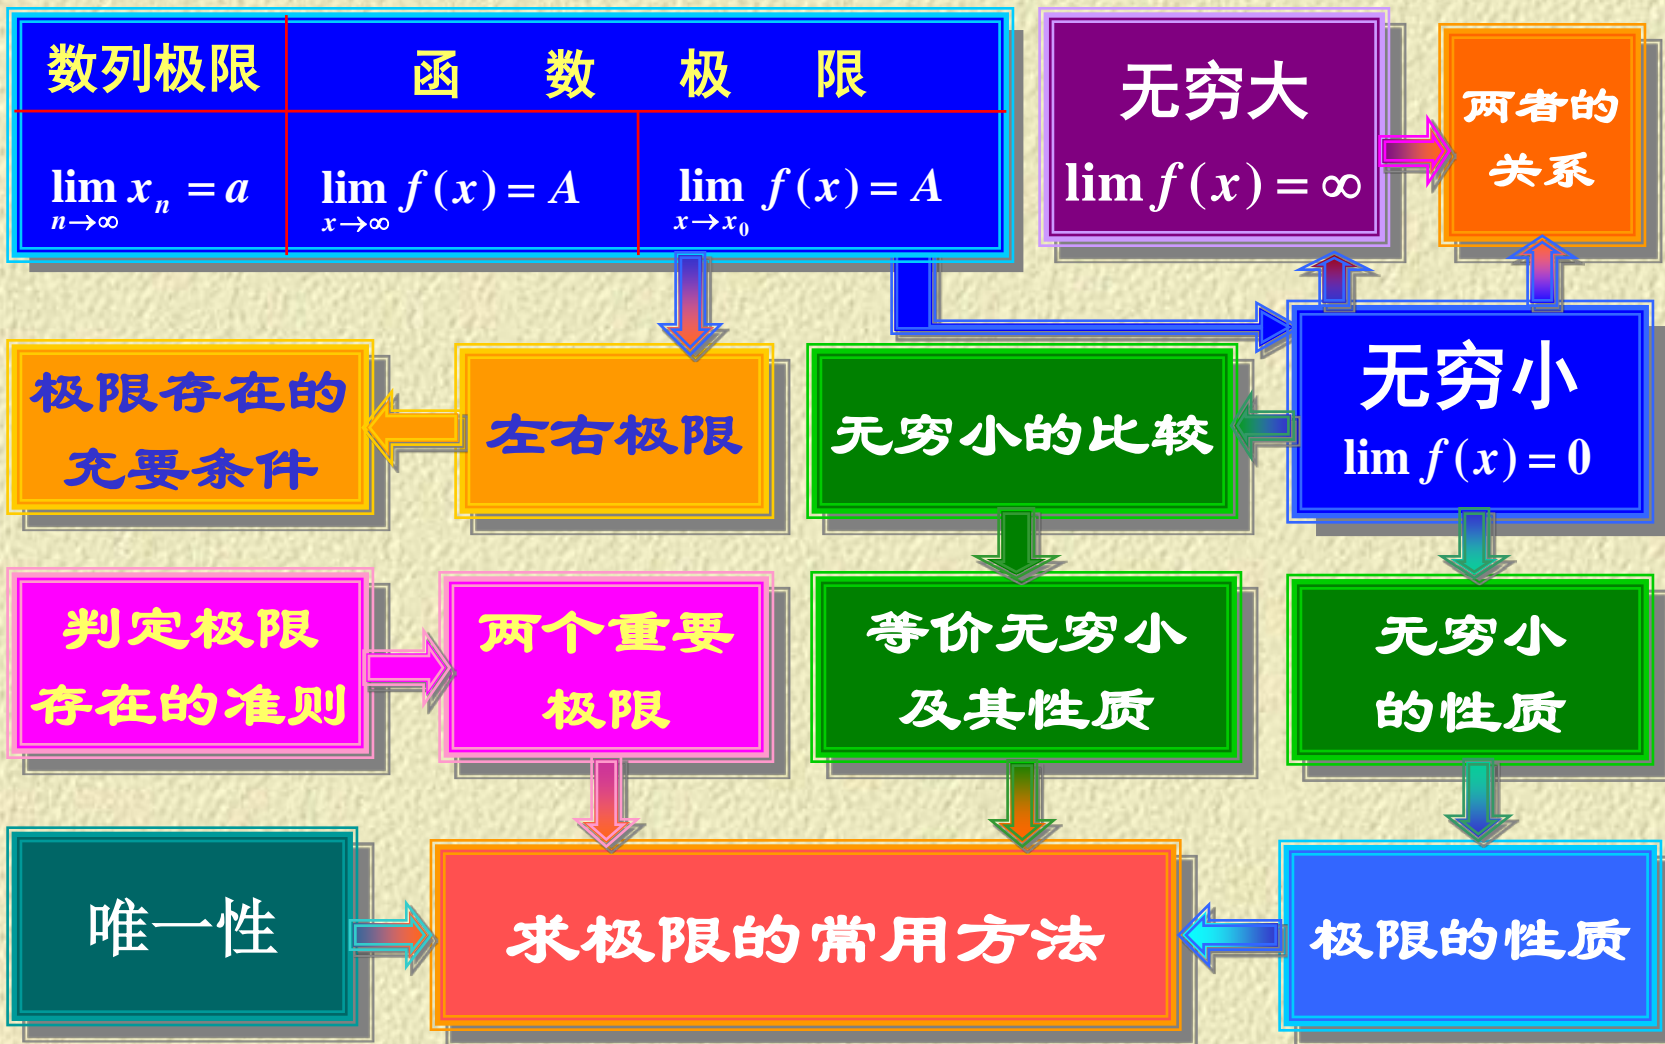 数列极限 函数极限
lim x_n = a
n→∞
lim f(x) = A
x→∞
lim f(x) = A
x→x_0
无穷大
lim f(x) = ∞
两者的
关系
极限存在的
充要条件
左右极限
无穷小的比较
无穷小
lim f(x) = 0
判定极限
存在的准则
两个重要
极限
等价无穷小
及其性质
无穷小
的性质
唯一性
求极限的常用方法
极限的性质